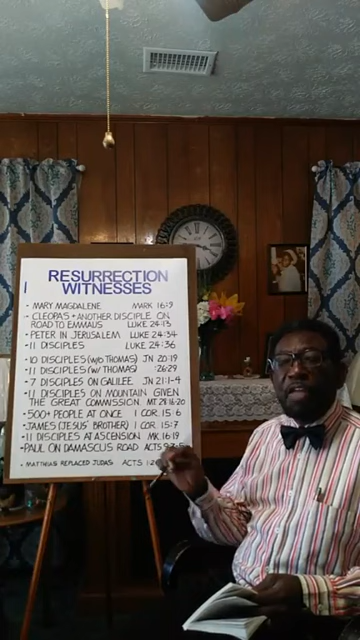 RESURRECTION
WITNESSES
- MARY MAGDALENE MARK 16:9
- CLEOPAS + ANOTHER DISCIPLE ON
ROAD TO EMMAUS LUKE 24:13
- PETER IN JERUSALEM LUKE 24:34
- 11 DISCIPLES LUKE 24:36
- 10 DISCIPLES (w/o THOMAS) JN 20:19
- 11 DISCIPLES (w/ THOMAS) :26-29
- 7 DISCIPLES ON GALILEE JN 21:1-4
- 11 DISCIPLES ON MOUNTAIN GIVEN
THE GREAT COMMISSION MT 28:16-20
- 500+ PEOPLE AT ONCE I COR. 15:6
- JAMES (JESUS' BROTHER) I COR. 15:7
- 11 DISCIPLES AT ASCENSION MK. 16:19
- PAUL ON DAMASCUS ROAD ACTS
- MATTHIAS REPLACED JUDAS ACTS